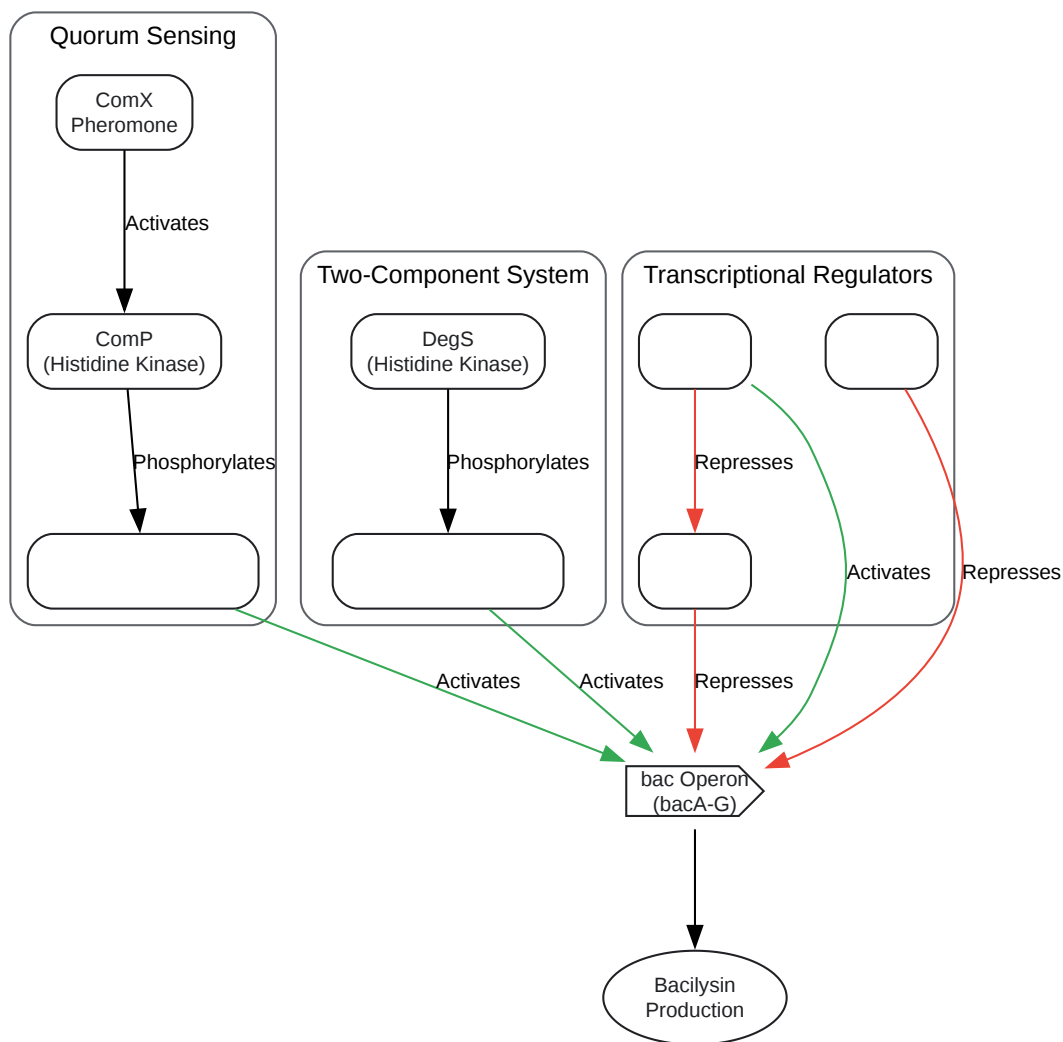 Quorum Sensing
ComX
Pheromone
Activates
Two-Component System
Transcriptional Regulators
ComP
(Histidine Kinase)
DegS
(Histidine Kinase)
Phosphorylates
Phosphorylates
Represses
Activates
Represses
Activates
Activates
Represses
bac Operon
(bacA-G)
Bacilysin
Production